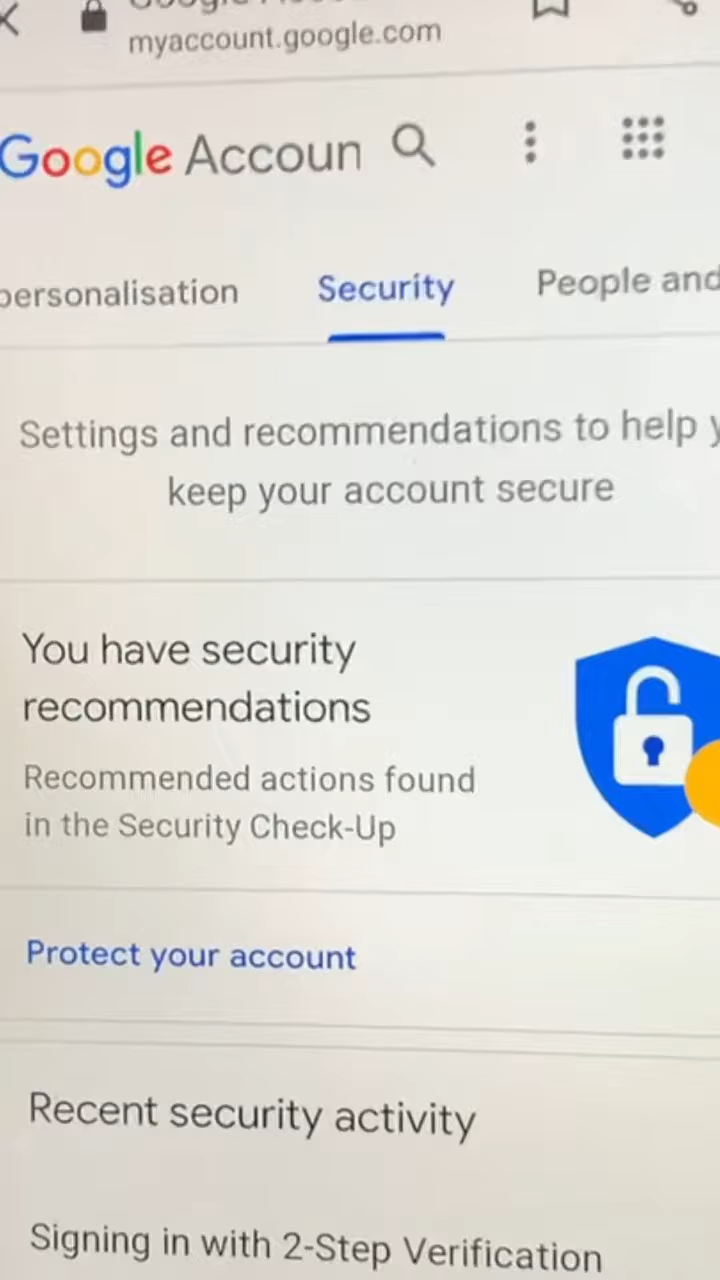 myaccount.google.com
Google Accoun
personalisation Security People and
Settings and recommendations to help y
keep your account secure
You have security
recommendations
Recommended actions found
in the Security Check-Up
Protect your account
Recent security activity
Signing in with 2-Step Verification